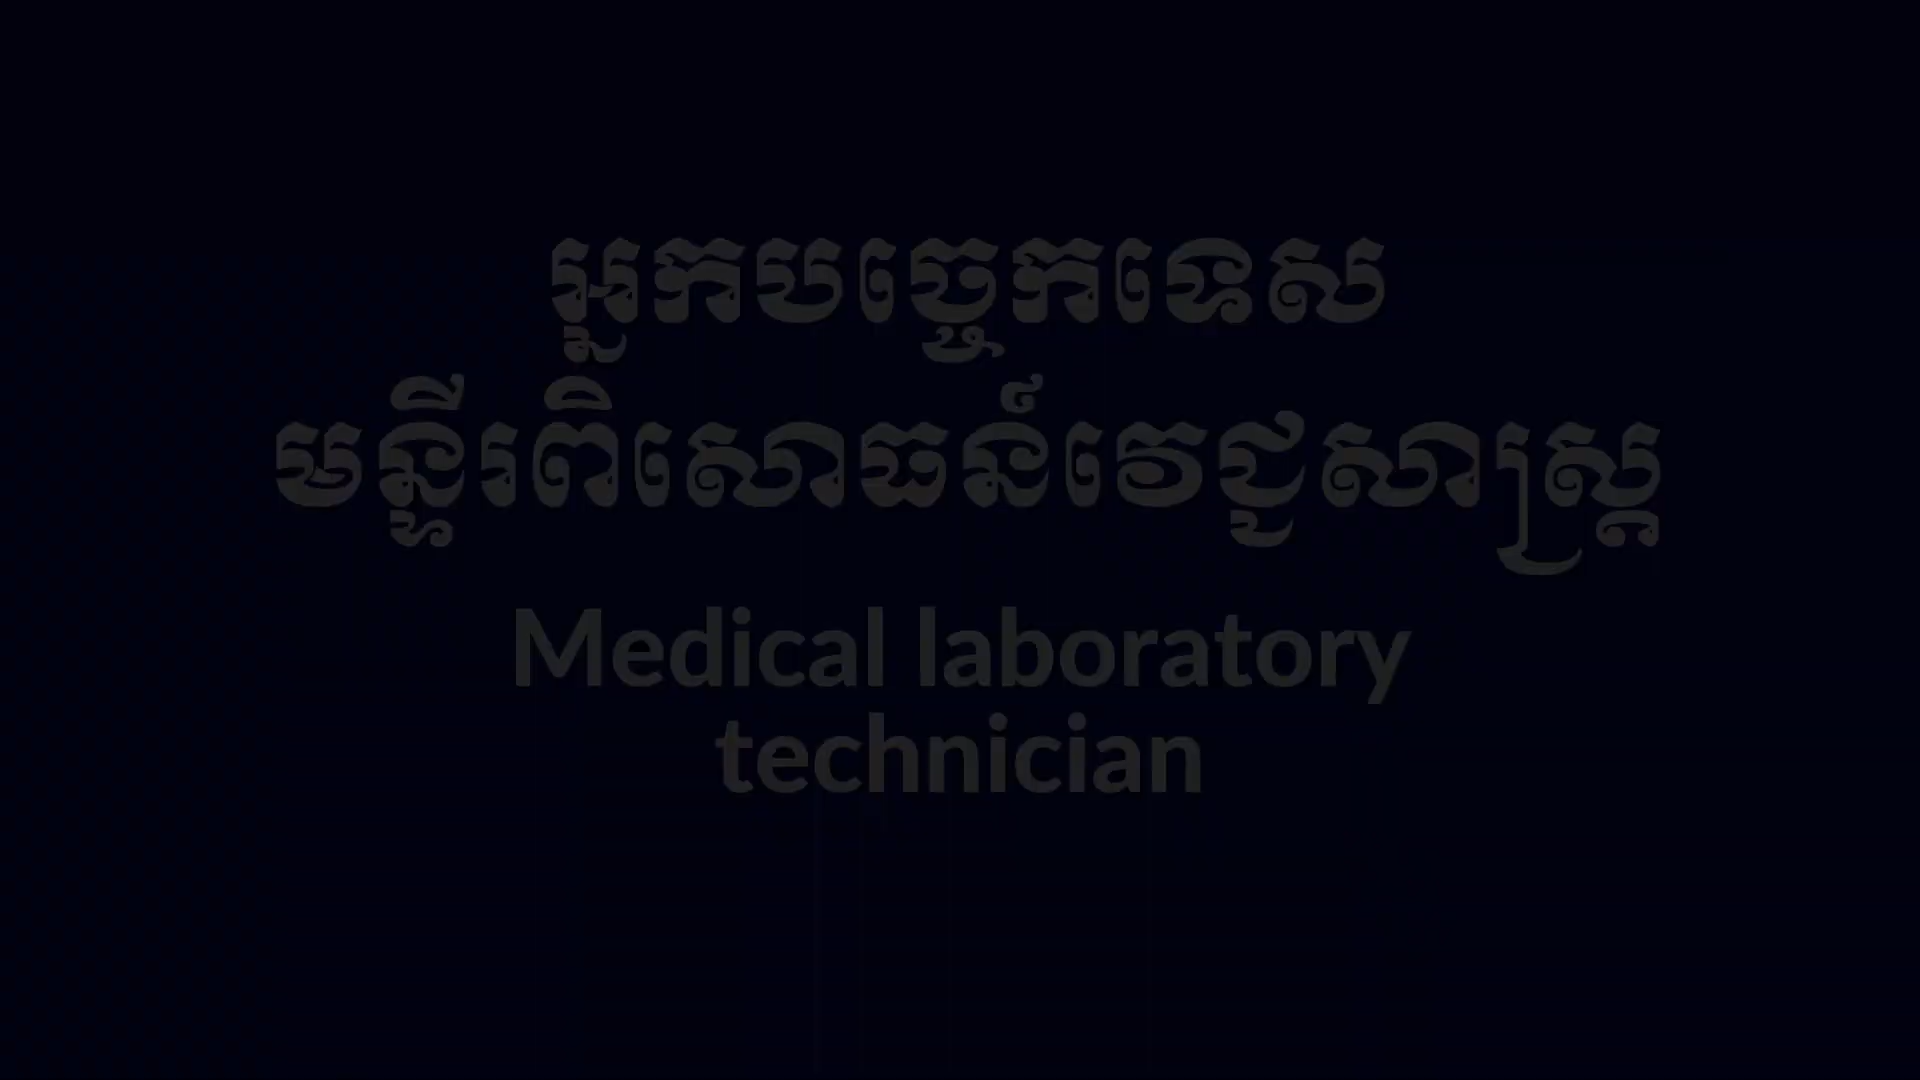 អ្នកបច្ចេកទេស
មន្ទីរពិសោធន៍វេជ្ជសាស្ត្រ
Medical laboratory
technician